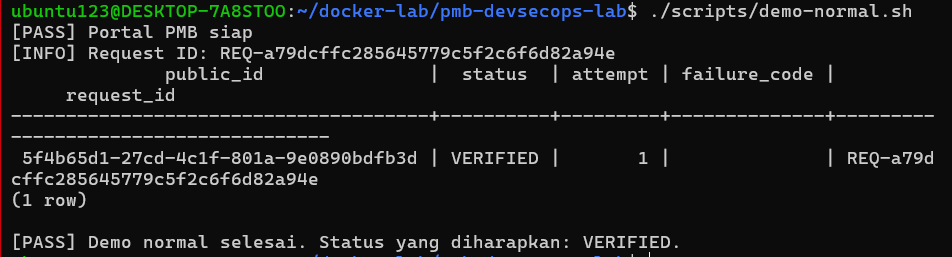 ubuntu123@DESKTOP-7A8STOO:~/docker-lab/pmb-devsecops-lab$ ./scripts/demo-normal.sh
[PASS] Portal PMB siap
[INFO] Request ID: REQ-a79dcffc285645779c5f2c6f6d82a94e
              public_id               |  status  | attempt | failure_code |
     request_id
--------------------------------------+----------+---------+--------------+---------
------------------------------
 5f4b65d1-27cd-4c1f-801a-9e0890bdfb3d | VERIFIED |       1 |              | REQ-a79d
cffc285645779c5f2c6f6d82a94e
(1 row)

[PASS] Demo normal selesai. Status yang diharapkan: VERIFIED.